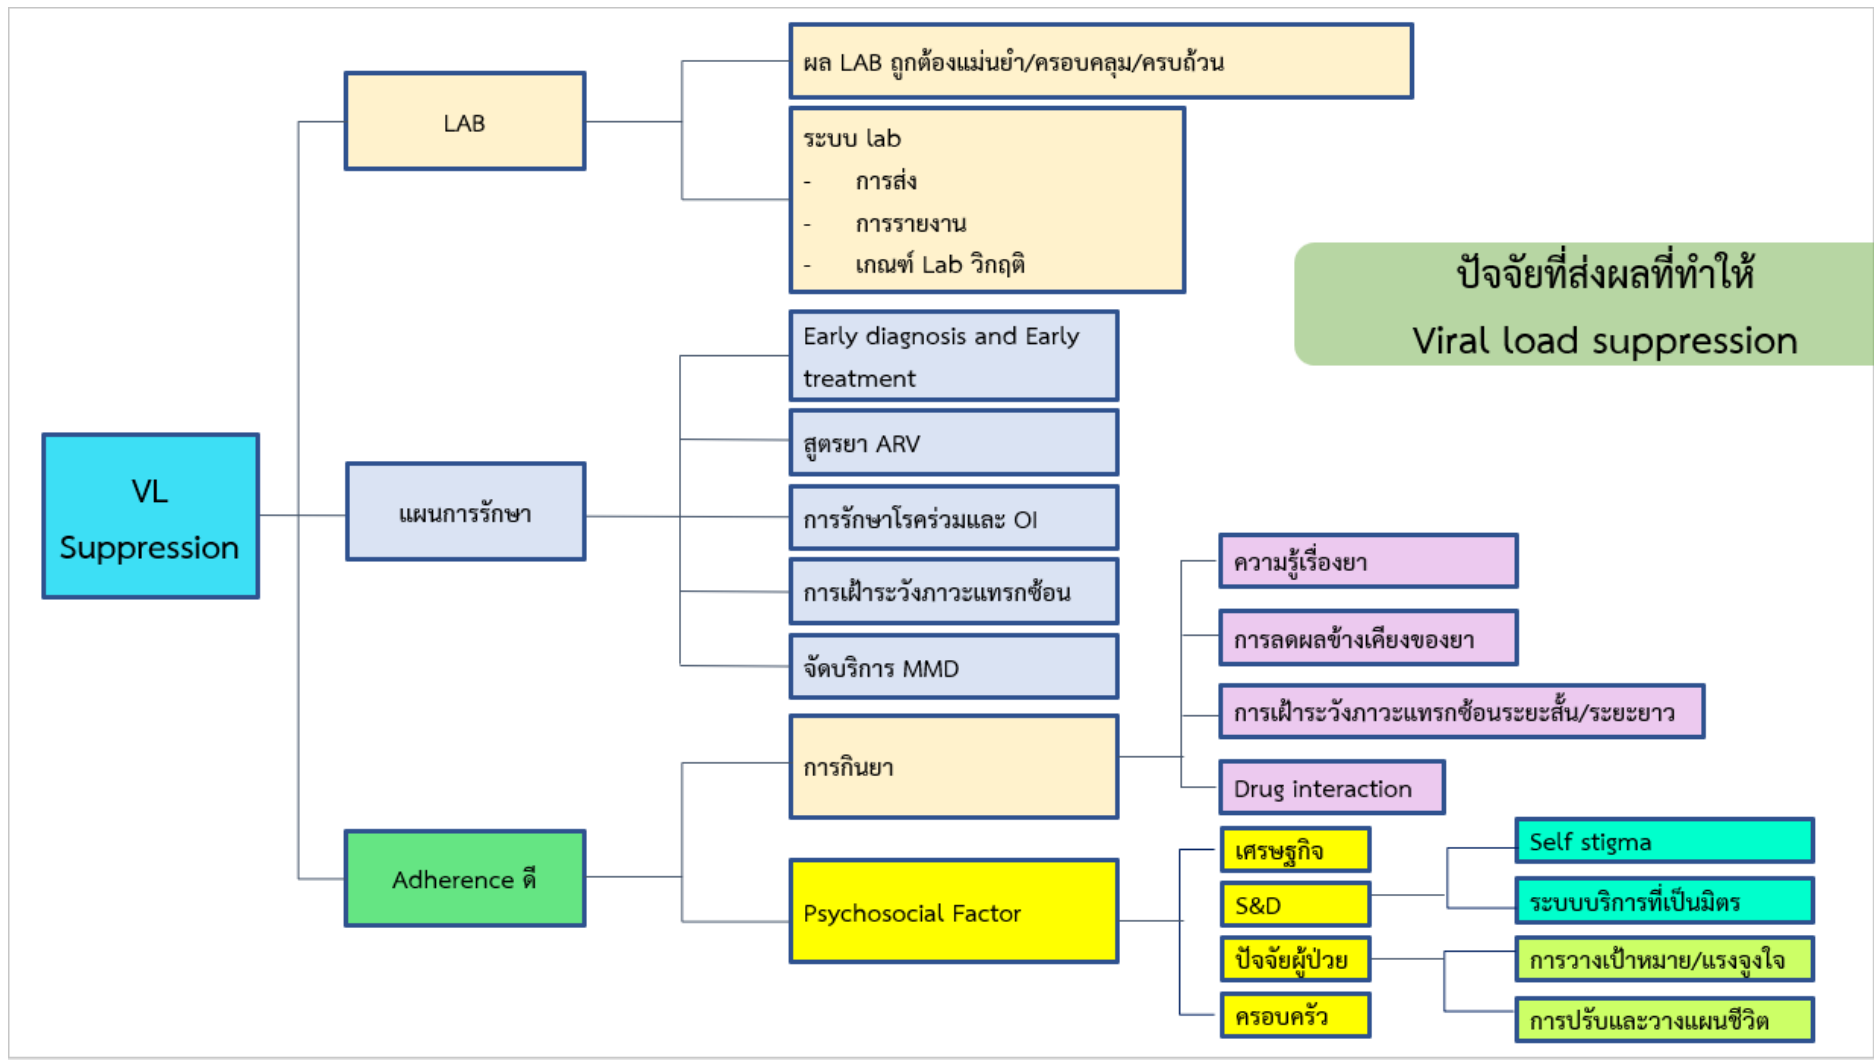 ผล LAB ถูกต้องแม่นยำ/ครอบคลุม/ครบถ้วน
LAB
ระบบ lab
- การส่ง
- การรายงาน
- เกณฑ์ Lab วิกฤติ
ปัจจัยที่ส่งผลที่ทำให้
Viral load suppression
Early diagnosis and Early
treatment
สูตรยา ARV
VL
Suppression
แผนการรักษา
การรักษาโรคร่วมและ OI
การเฝ้าระวังภาวะแทรกซ้อน
จัดบริการ MMD
ความรู้เรื่องยา
การลดผลข้างเคียงของยา
การเฝ้าระวังภาวะแทรกซ้อนระยะสั้น/ระยะยาว
Drug interaction
การกินยา
Adherence ดี
Psychosocial Factor
เศรษฐกิจ
S&D
ปัจจัยผู้ป่วย
ครอบครัว
Self stigma
ระบบบริการที่เป็นมิตร
การวางเป้าหมาย/แรงจูงใจ
การปรับและวางแผนชีวิต